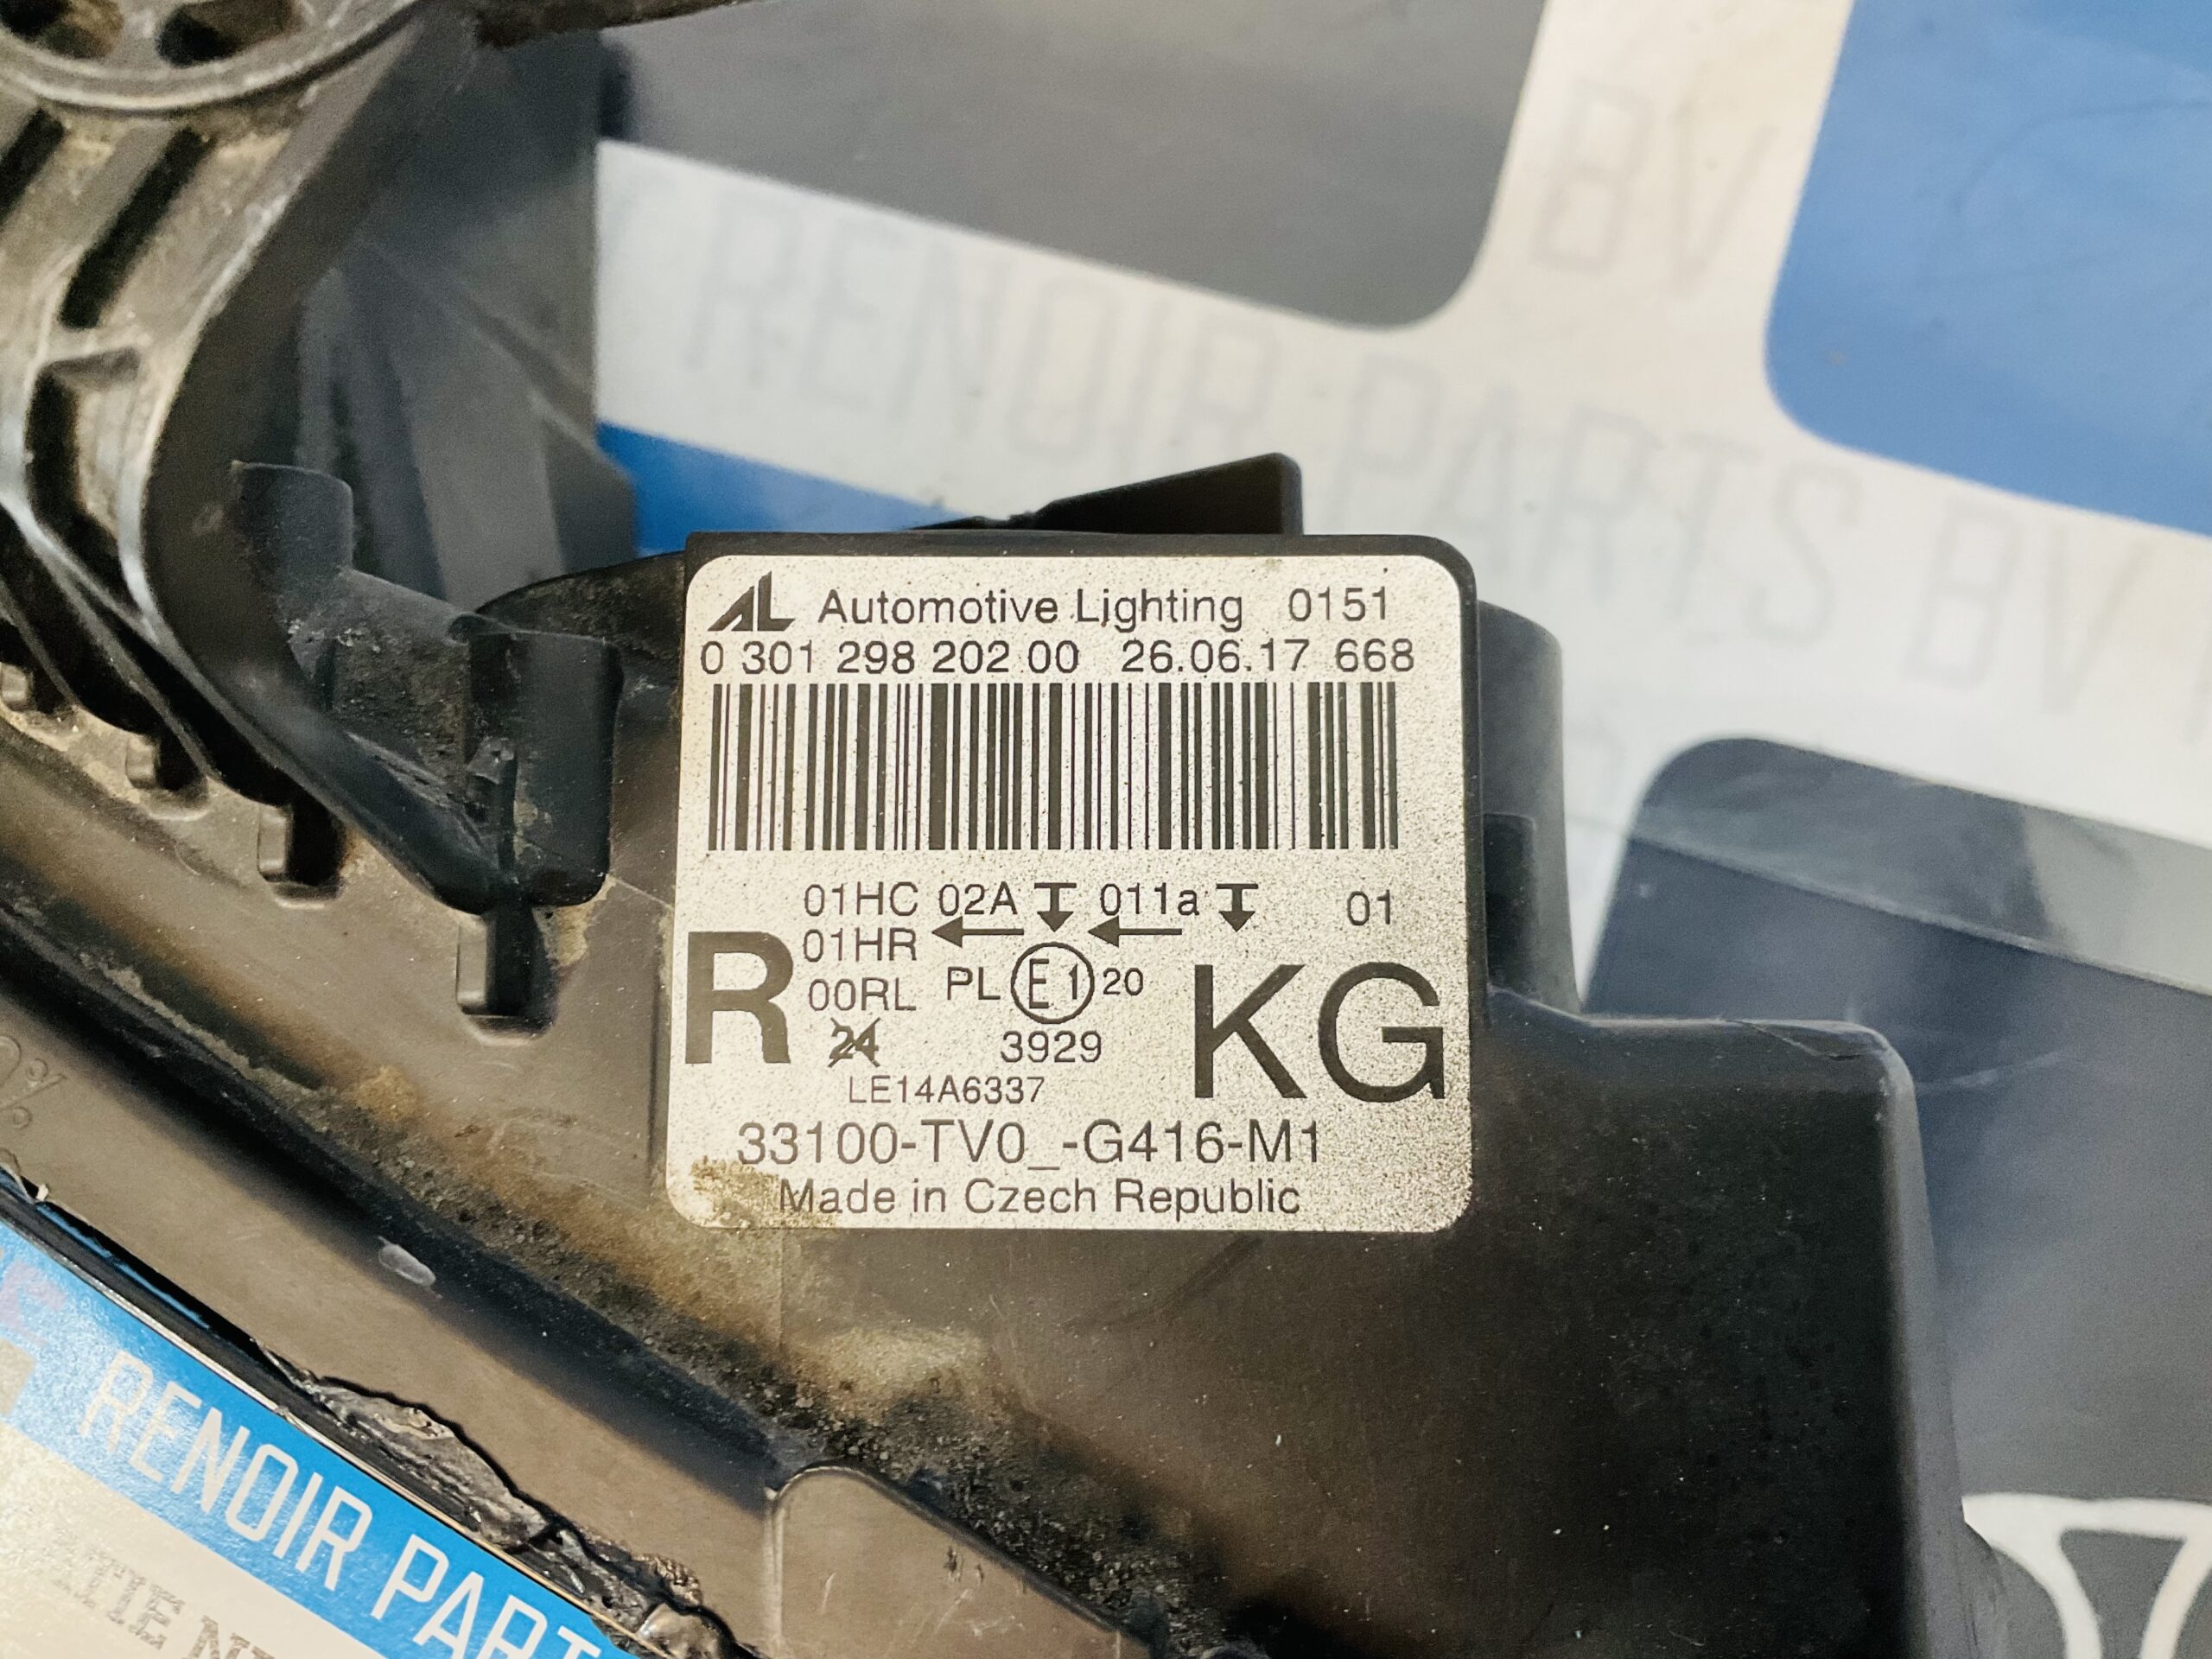 BV
RENOIR PARTS BV
BV
AL Automotive Lighting 0151
0 301 298 202 00 26.06.17 668
01HC 02A 011a 01
01HR
R 00RL PL E1 20 KG
24 3929
LE14A6337
33100-TV0_-G416-M1
Made in Czech Republic
RENOIR PART